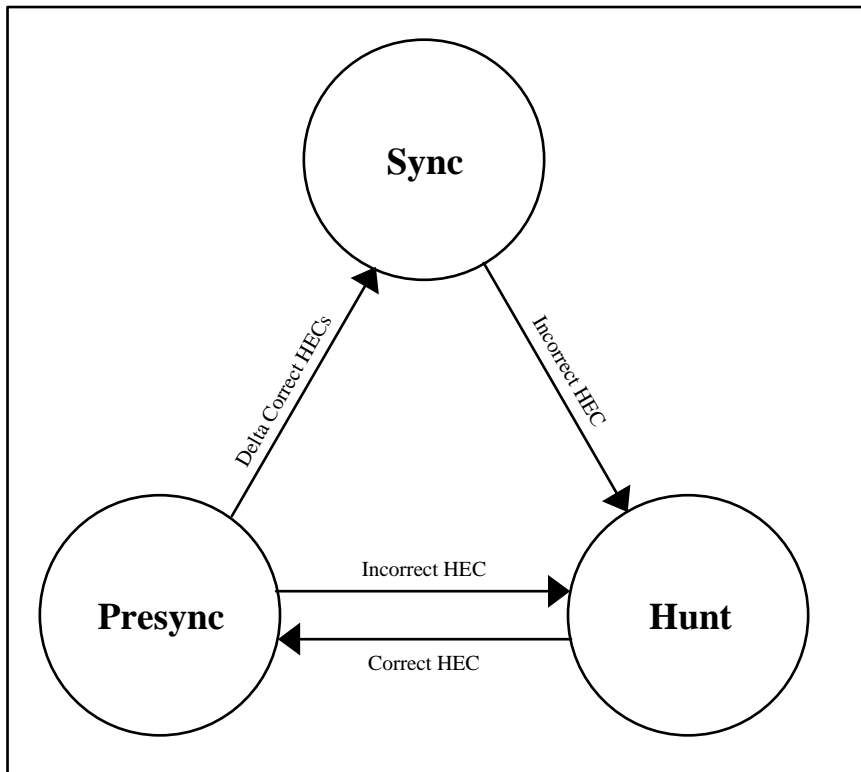 Sync
Delta Correct HECs
Incorrect HEC
Incorrect HEC
Presync
Hunt
Correct HEC